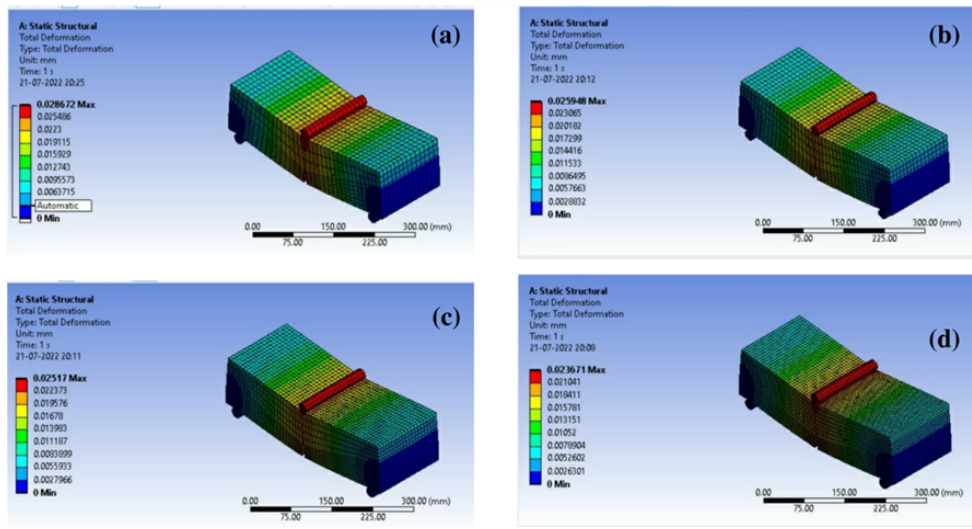 A: Static Structural
Total Deformation
Type: Total Deformation
Unit: mm
Time: 1 s
21-07-2022 20:25
(a)
0.028672 Max
0.025486
0.0223
0.019115
0.015929
0.012743
0.0095573
0.0063715
Automatic
0 Min
0.00 150.00 300.00 (mm)
75.00 225.00
A: Static Structural
Total Deformation
Type: Total Deformation
Unit: mm
Time: 1 s
21-07-2022 20:12
(b)
0.025948 Max
0.023065
0.020182
0.017299
0.014416
0.011533
0.0086495
0.0057663
0.0028832
0 Min
0.00 150.00 300.00 (mm)
75.00 225.00
A: Static Structural
Total Deformation
Type: Total Deformation
Unit: mm
Time: 1 s
21-07-2022 20:11
(c)
0.02517 Max
0.022373
0.019576
0.01678
0.013983
0.011187
0.0083899
0.0055933
0.0027966
0 Min
0.00 150.00 300.00 (mm)
75.00 225.00
A: Static Structural
Total Deformation
Type: Total Deformation
Unit: mm
Time: 1 s
21-07-2022 20:08
(d)
0.023671 Max
0.021041
0.018411
0.015781
0.013151
0.01052
0.0078904
0.0052602
0.0026301
0 Min
0.00 150.00 300.00 (mm)
75.00 225.00